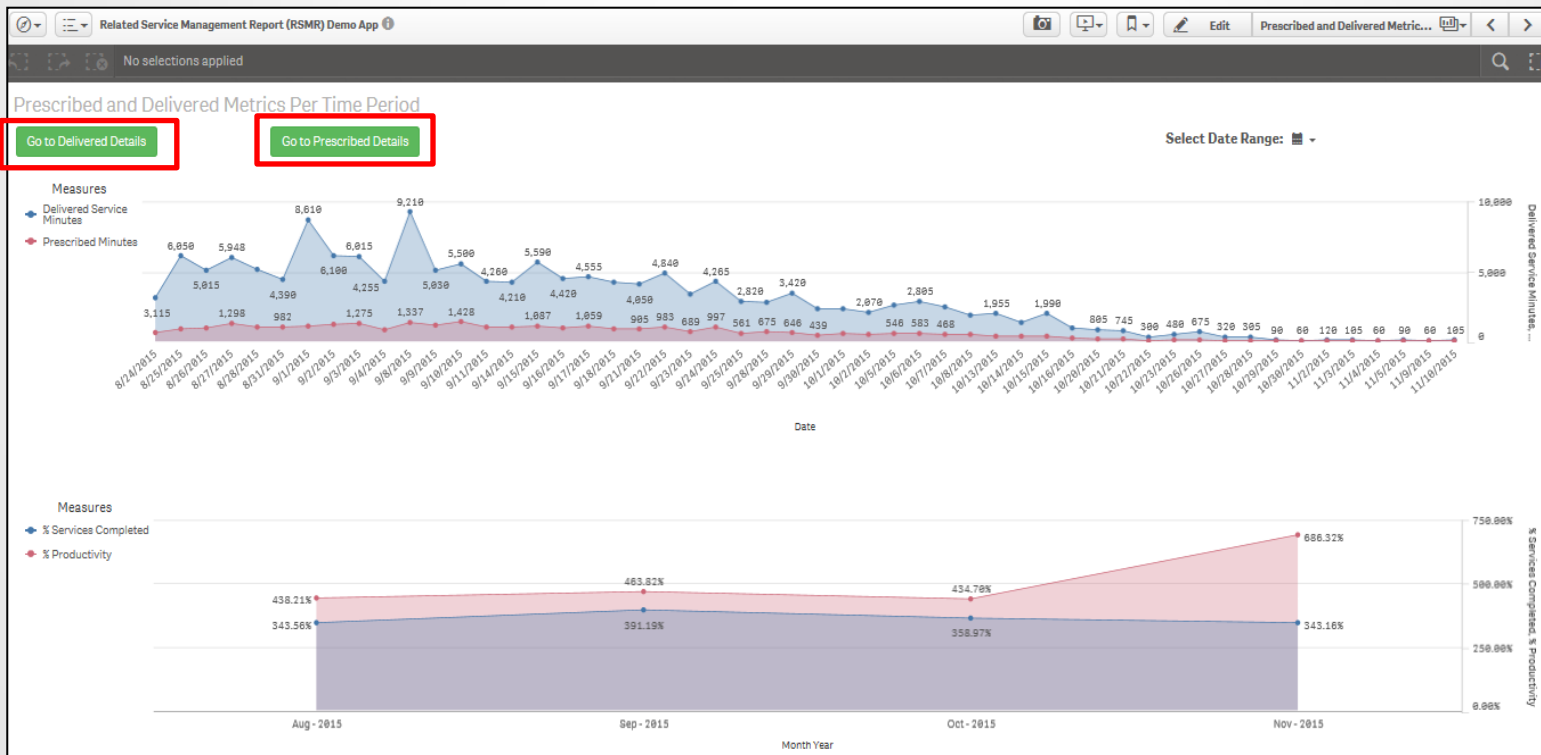 Related Service Management Report (RSMR) Demo App
Edit
Prescribed and Delivered Metric...
No selections applied
Prescribed and Delivered Metrics Per Time Period
Go to Delivered Details
Go to Prescribed Details
Select Date Range:
Measures
Delivered Service
Minutes
Prescribed Minutes
9,210
8,610
6,050 5,948 6,015 5,500 5,590
6,100 4,260 4,555 4,840
5,015 4,390 4,255 5,030 4,210 4,420 4,050 4,265
3,115 2,820 3,420 2,070 2,805 1,955 1,990
1,298 982 1,275 1,337 1,428 1,087 1,059 905 983 689 997 561 675 646 439 546 583 468 805 745 300 480 675 320 305 90 60 120 105 60 90 60 105
10,000
5,000
0
Delivered Service Minutes, ...
8/24/2015 8/25/2015 8/26/2015 8/27/2015 8/28/2015 8/31/2015 9/1/2015 9/2/2015 9/3/2015 9/4/2015 9/8/2015 9/9/2015 9/10/2015 9/11/2015 9/14/2015 9/15/2015 9/16/2015 9/17/2015 9/18/2015 9/21/2015 9/22/2015 9/23/2015 9/24/2015 9/25/2015 9/28/2015 9/29/2015 9/30/2015 10/1/2015 10/2/2015 10/5/2015 10/6/2015 10/7/2015 10/8/2015 10/13/2015 10/14/2015 10/15/2015 10/16/2015 10/20/2015 10/21/2015 10/22/2015 10/23/2015 10/26/2015 10/27/2015 10/28/2015 10/29/2015 10/30/2015 11/2/2015 11/3/2015 11/4/2015 11/5/2015 11/9/2015 11/10/2015
Date
Measures
% Services Completed
% Productivity
438.21% 463.82% 434.70% 686.32%
343.56% 391.19% 358.97% 343.16%
750.00%
500.00%
250.00%
0.00%
% Services Completed, % Productivity
Aug - 2015 Sep - 2015 Oct - 2015 Nov - 2015
Month Year